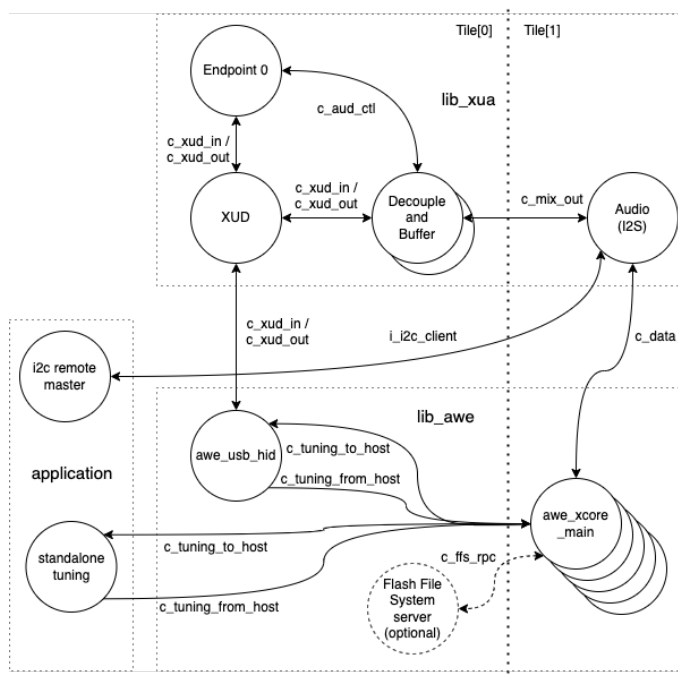 Tile[0]
Tile[1]
Endpoint 0
lib_xua
c_aud_ctl
c_xud_in /
c_xud_out
c_xud_in /
c_xud_out
XUD
Decouple
and
Buffer
c_mix_out
Audio
(I2S)
c_xud_in /
c_xud_out
i_i2c_client
c_data
i2c remote
master
lib_awe
awe_usb_hid
c_tuning_to_host
c_tuning_from_host
application
awe_xcore
_main
standalone
tuning
c_tuning_to_host
c_ffs_rpc
c_tuning_from_host
Flash File
System
server
(optional)